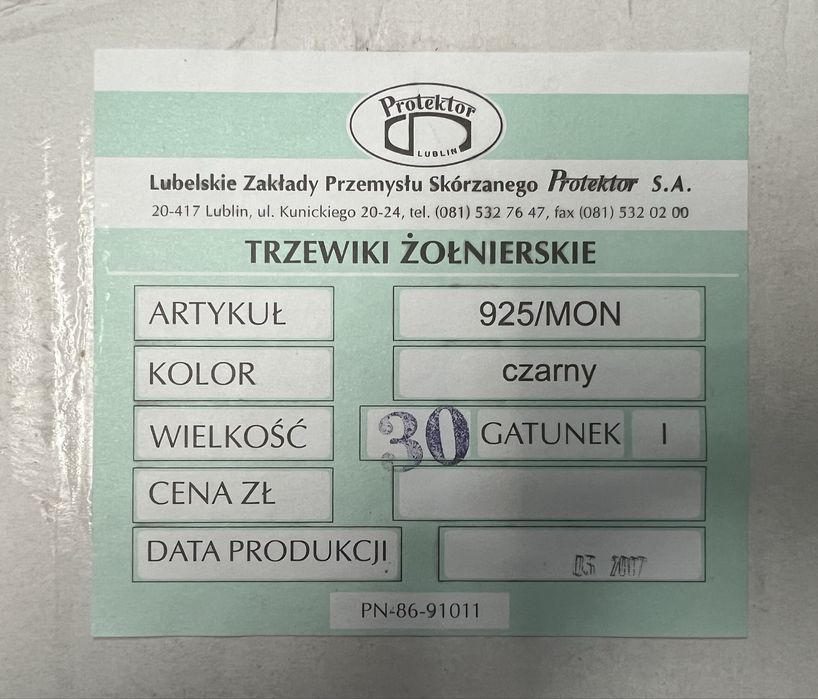 Protektor
LUBLIN
Lubelskie Zakłady Przemysłu Skórzanego Protektor S.A.
20-417 Lublin, ul. Kunickiego 20-24, tel. (081) 532 76 47, fax (081) 532 02 00
TRZEWIKI ŻOŁNIERSKIE
ARTYKUŁ 925/MON
KOLOR czarny
WIELKOŚĆ 30 GATUNEK I
CENA ZŁ
DATA PRODUKCJI 2007
PN-86-91011